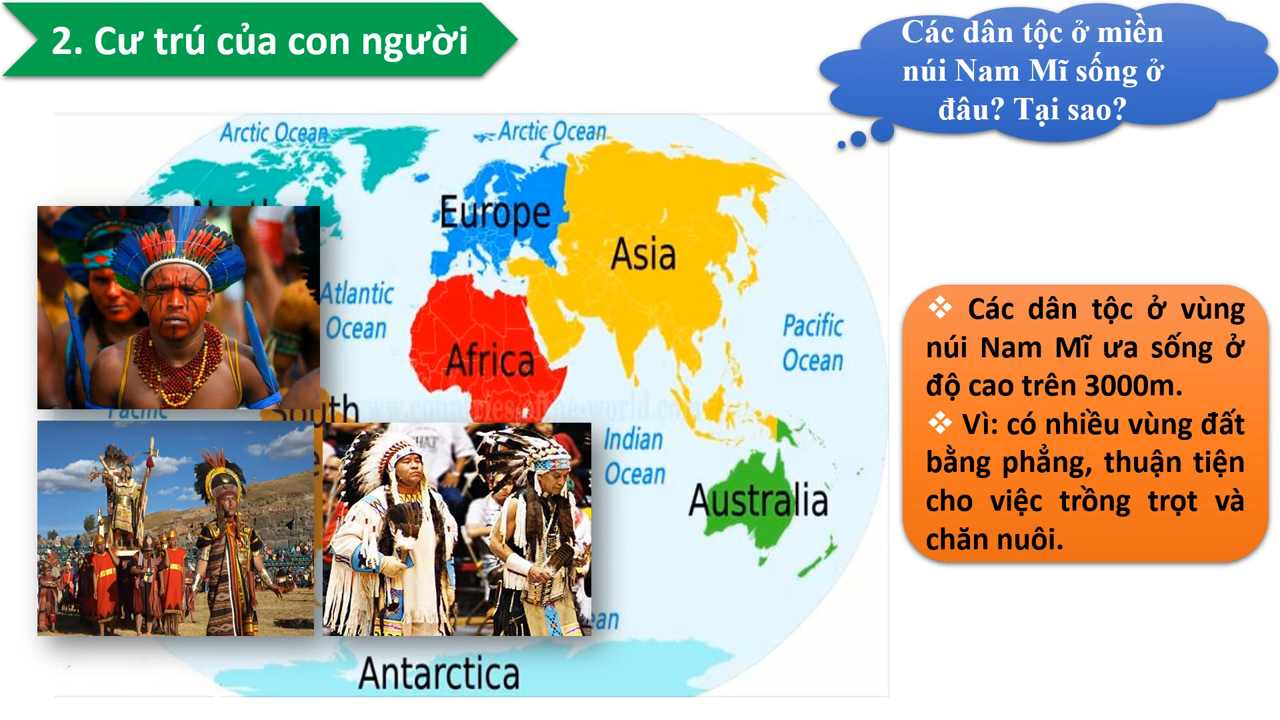 2. Cư trú của con người
Các dân tộc ở miền
núi Nam Mĩ sống ở
đâu? Tại sao?
Arctic Ocean
Arctic Ocean
Europe
Asia
Atlantic
Ocean
Pacific
Ocean
Africa
Pacific
South
Indian
Ocean
Australia
Antarctica
❖ Các dân tộc ở vùng
núi Nam Mĩ ưa sống ở
độ cao trên 3000m.
❖ Vì: có nhiều vùng đất
bằng phẳng, thuận tiện
cho việc trồng trọt và
chăn nuôi.